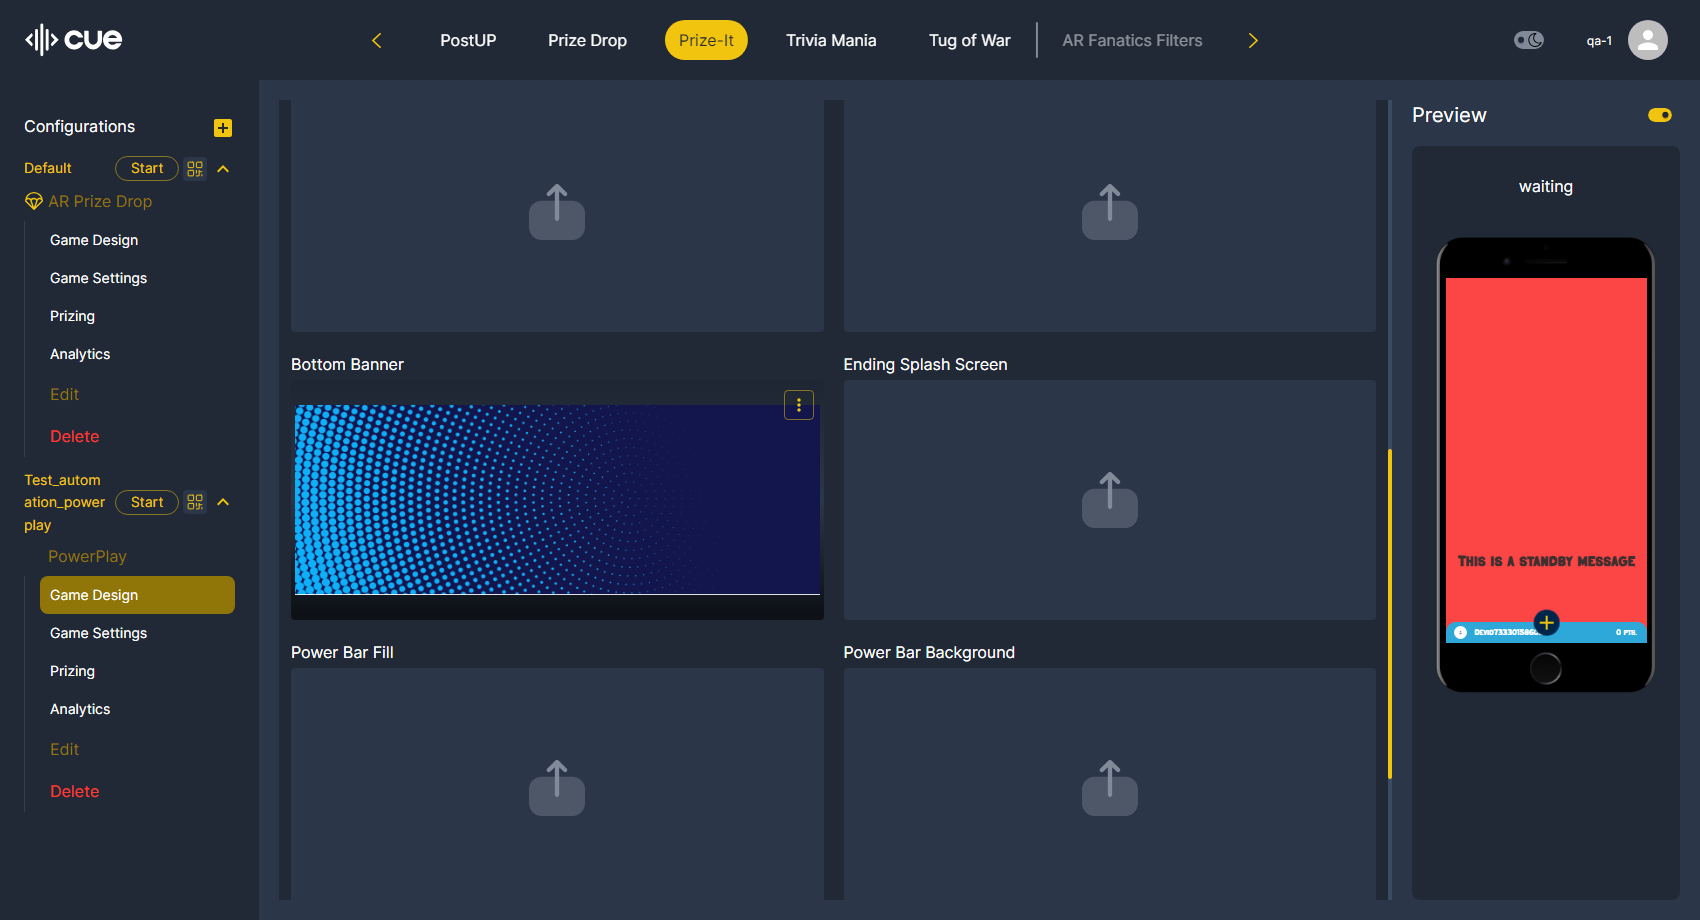 cue
PostUP
Prize Drop
Prize-It
Trivia Mania
Tug of War
AR Fanatics Filters
qa-1
Configurations
Default
Start
AR Prize Drop
Game Design
Game Settings
Prizing
Analytics
Edit
Delete
Test_autom
ation_power
play
Start
PowerPlay
Game Design
Game Settings
Prizing
Analytics
Edit
Delete
Bottom Banner
Ending Splash Screen
Power Bar Fill
Power Bar Background
Preview
waiting
This is a standby message
0 pts.